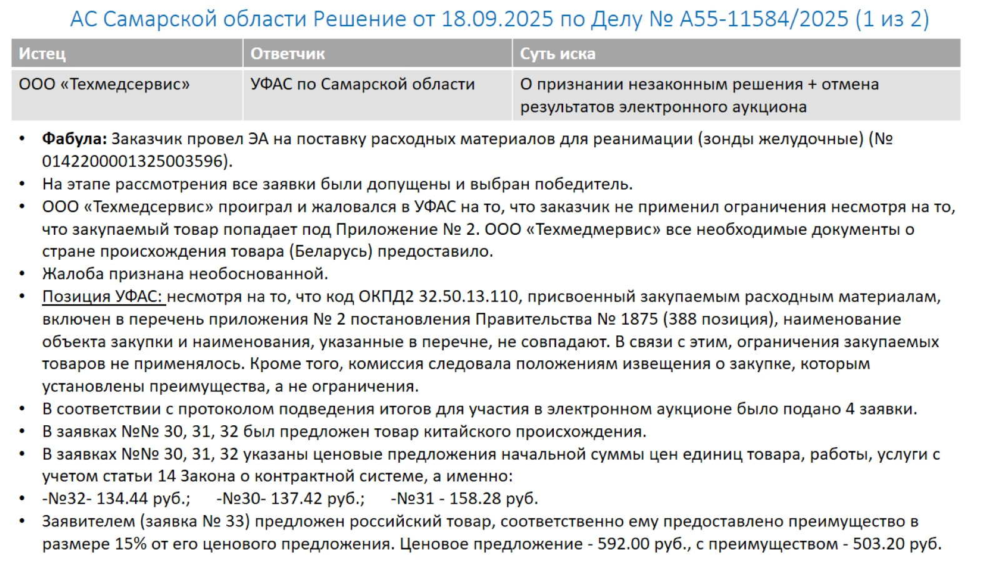 АС Самарской области Решение от 18.09.2025 по Делу № А55-11584/2025 (1 из 2)
Истец Ответчик Суть иска
ООО «Техмедсервис» УФАС по Самарской области О признании незаконным решения + отмена
результатов электронного аукциона
• Фабула: Заказчик провел ЭА на поставку расходных материалов для реанимации (зонды желудочные) (№
0142200001325003596).
• На этапе рассмотрения все заявки были допущены и выбран победитель.
• ООО «Техмедсервис» проиграл и жаловался в УФАС на то, что заказчик не применил ограничения несмотря на то,
что закупаемый товар попадает под Приложение № 2. ООО «Техмедмервис» все необходимые документы о
стране происхождения товара (Беларусь) предоставило.
• Жалоба признана необоснованной.
• Позиция УФАС: несмотря на то, что код ОКПД2 32.50.13.110, присвоенный закупаемым расходным материалам,
включен в перечень приложения № 2 постановления Правительства № 1875 (388 позиция), наименование
объекта закупки и наименования, указанные в перечне, не совпадают. В связи с этим, ограничения закупаемых
товаров не применялось. Кроме того, комиссия следовала положениям извещения о закупке, которым
установлены преимущества, а не ограничения.
• В соответствии с протоколом подведения итогов для участия в электронном аукционе было подано 4 заявки.
• В заявках №№ 30, 31, 32 был предложен товар китайского происхождения.
• В заявках №№ 30, 31, 32 указаны ценовые предложения начальной суммы цен единиц товара, работы, услуги с
учетом статьи 14 Закона о контрактной системе, а именно:
• -№32- 134.44 руб.; -№30- 137.42 руб.; -№31 - 158.28 руб.
• Заявителем (заявка № 33) предложен российский товар, соответственно ему предоставлено преимущество в
размере 15% от его ценового предложения. Ценовое предложение - 592.00 руб., с преимуществом - 503.20 руб.